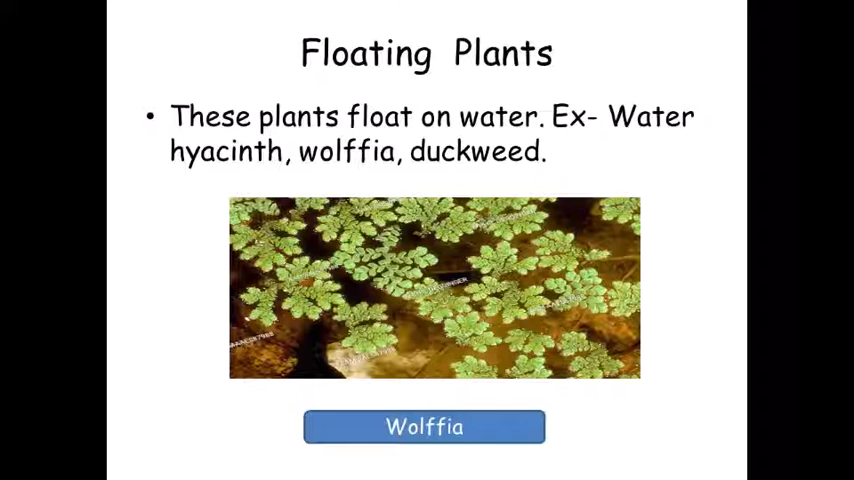 Floating Plants
• These plants float on water. Ex- Water
hyacinth, wolffia, duckweed.
Wolffia